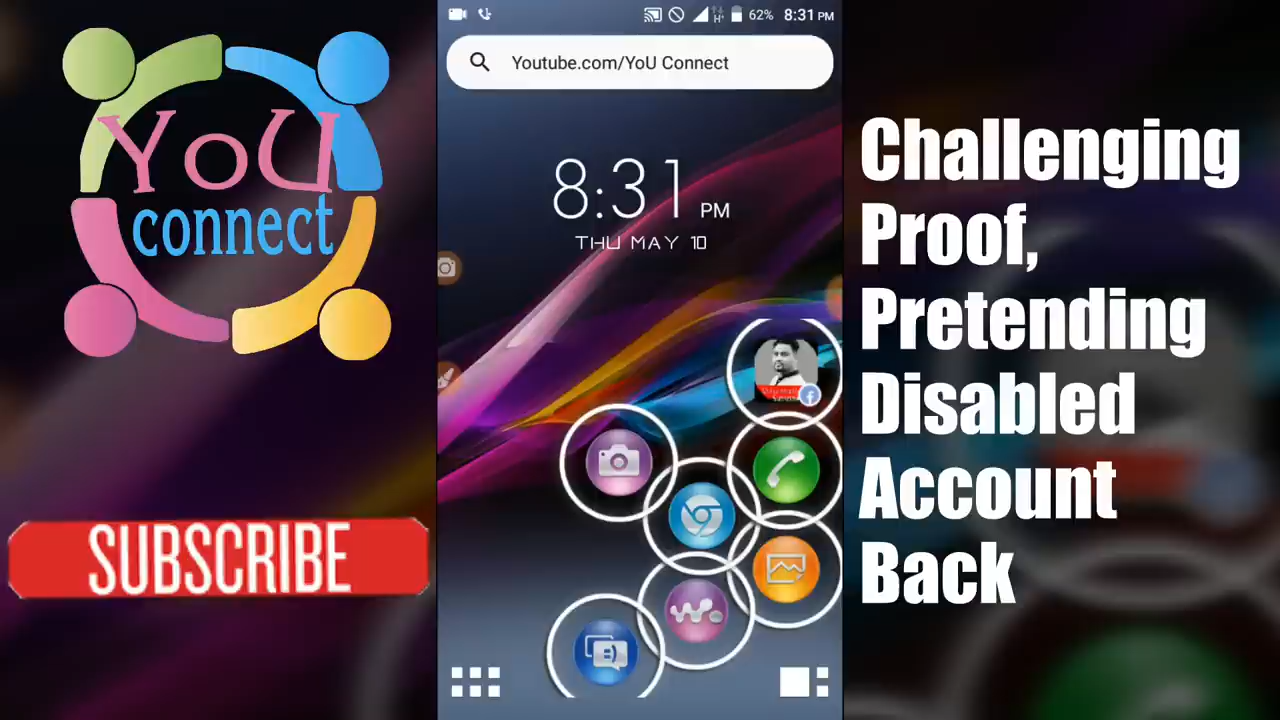 YoU
connect
SUBSCRIBE
62% 8:31 PM
Youtube.com/YoU Connect
8:31 PM
THU MAY 10
Challenging
Proof,
Pretending
Disabled
Account
Back